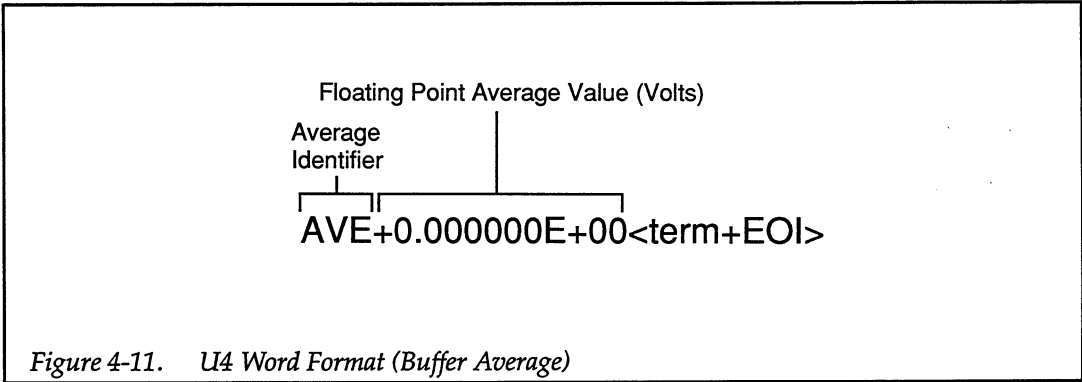 Floating Point Average Value (Volts)
Average
Identifier
AVE+0.000000E+00<term+EOI>
Figure 4-11. U4 Word Format (Buffer Average)